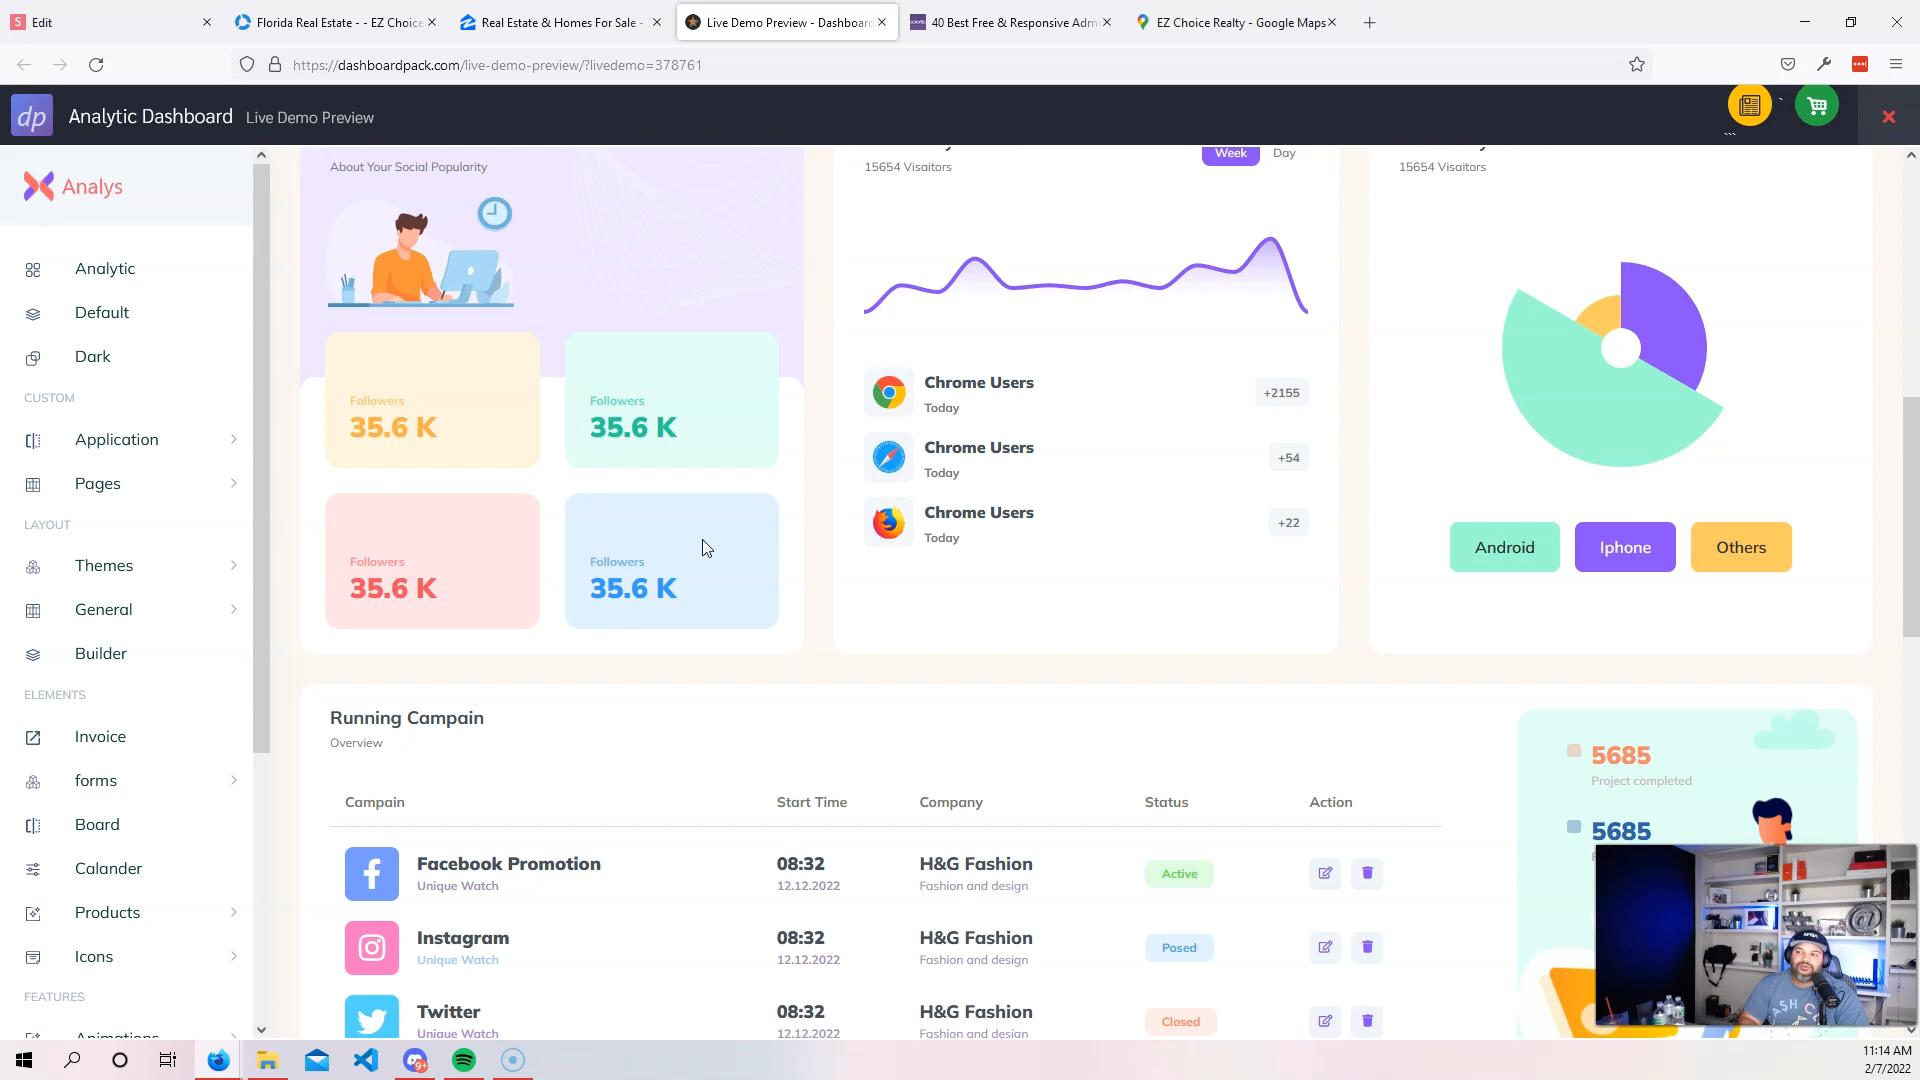 Edit
Florida Real Estate - - EZ Choice
Real Estate & Homes For Sale -
Live Demo Preview - Dashboard
40 Best Free & Responsive Adm
EZ Choice Realty - Google Maps
https://dashboardpack.com/live-demo-preview/?livedemo=378761
dp
Analytic Dashboard Live Demo Preview
Analys
Analytic
Default
Dark
CUSTOM
Application
Pages
LAYOUT
Themes
General
Builder
ELEMENTS
Invoice
forms
Board
Calander
Products
Icons
FEATURES
Animations
About Your Social Popularity
Followers
35.6 K
Followers
35.6 K
Followers
35.6 K
Followers
35.6 K
15654 Visaitors
Week
Day
Chrome Users
Today
+2155
Chrome Users
Today
+54
Chrome Users
Today
+22
15654 Visaitors
Android
Iphone
Others
Running Campain
Overview
Campain Start Time Company Status Action
Facebook Promotion 08:32 H&G Fashion Active
Unique Watch 12.12.2022 Fashion and design
Instagram 08:32 H&G Fashion Posed
Unique Watch 12.12.2022 Fashion and design
Twitter 08:32 H&G Fashion Closed
Unique Watch 12.12.2022 Fashion and design
5685
Project completed
5685
11:14 AM
2/7/2022